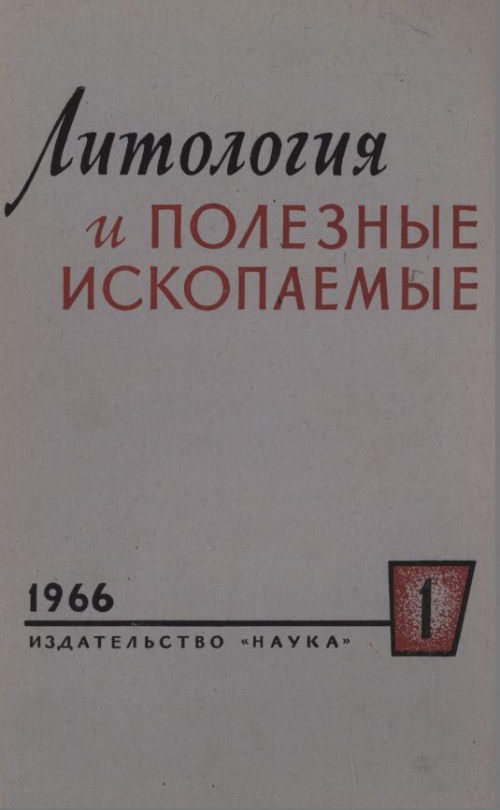 Литология
и ПОЛЕЗНЫЕ
ИСКОПАЕМЫЕ
1966
1
ИЗДАТЕЛЬСТВО «НАУКА»